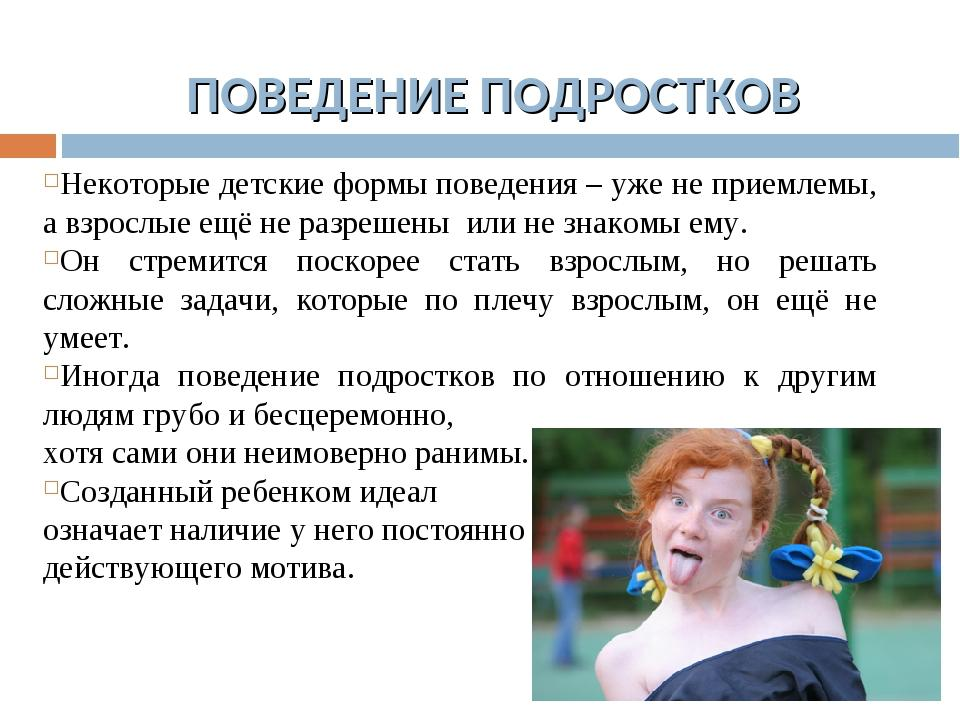 ПОВЕДЕНИЕ ПОДРОСТКОВ
Некоторые детские формы поведения – уже не приемлемы,
а взрослые ещё не разрешены или не знакомы ему.
Он стремится поскорее стать взрослым, но решать
сложные задачи, которые по плечу взрослым, он ещё не
умеет.
Иногда поведение подростков по отношению к другим
людям грубо и бесцеремонно,
хотя сами они неимоверно ранимы.
Созданный ребенком идеал
означает наличие у него постоянно
действующего мотива.